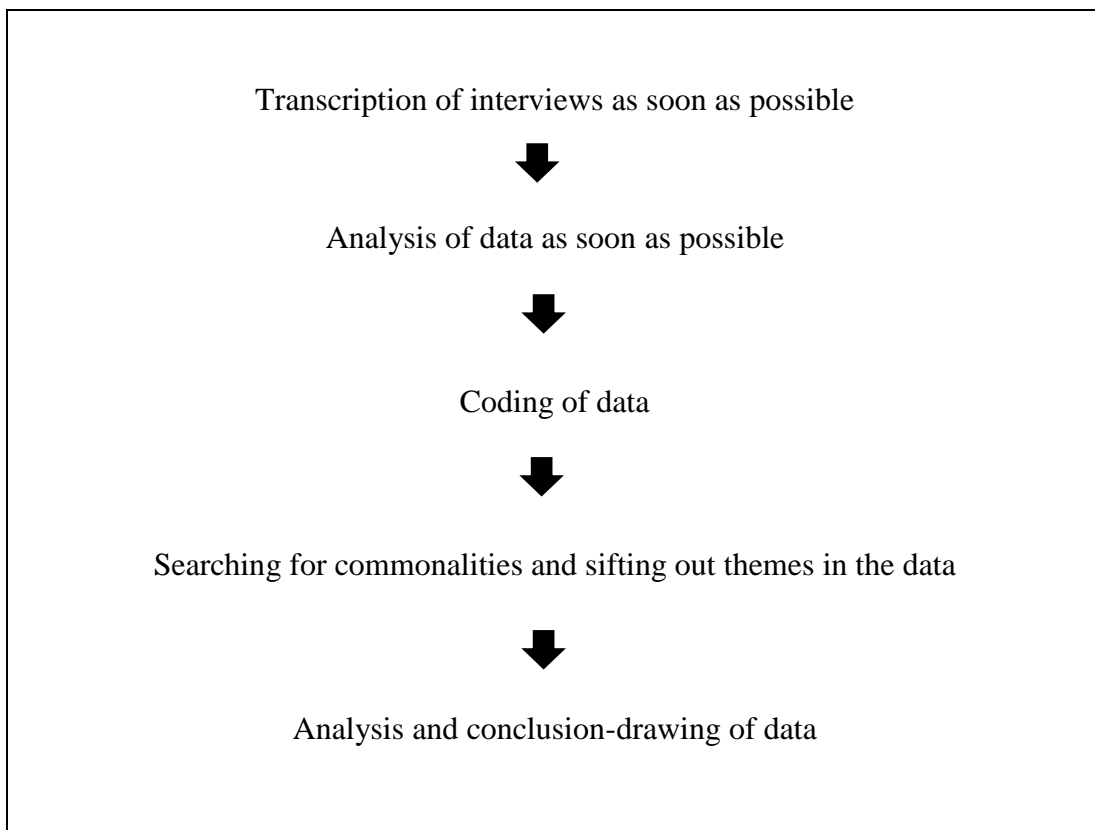 Transcription of interviews as soon as possible
Analysis of data as soon as possible
Coding of data
Searching for commonalities and sifting out themes in the data
Analysis and conclusion-drawing of data